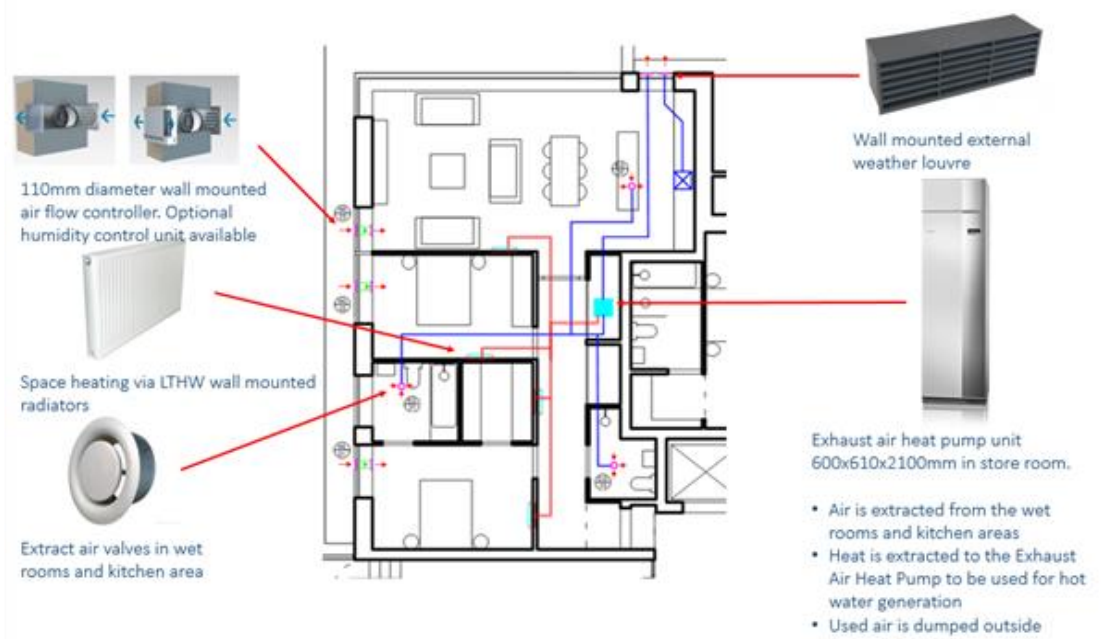 110mm diameter wall mounted
air flow controller. Optional
humidity control unit available
Space heating via LTHW wall mounted
radiators
Extract air valves in wet
rooms and kitchen area
Wall mounted external
weather louvre
Exhaust air heat pump unit
600x610x2100mm in store room.
• Air is extracted from the wet
rooms and kitchen areas
• Heat is extracted to the Exhaust
Air Heat Pump to be used for hot
water generation
• Used air is dumped outside